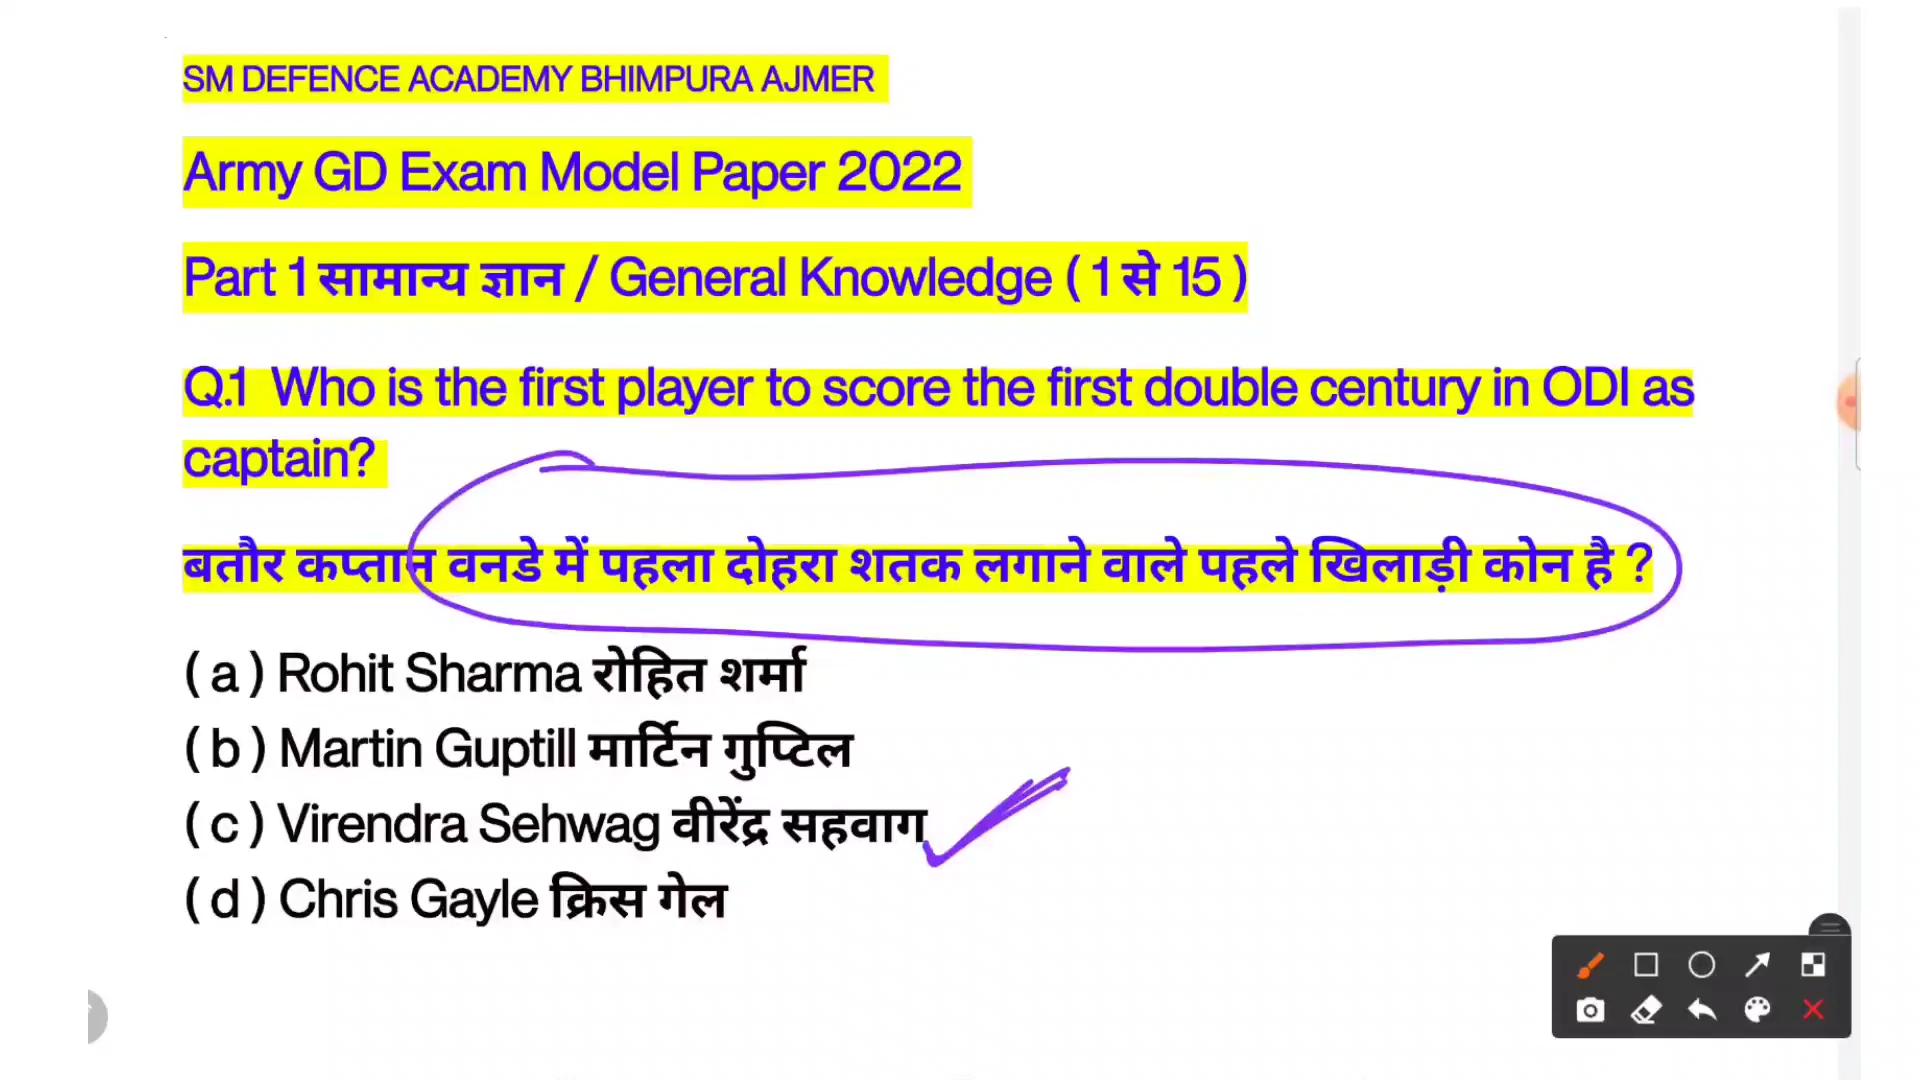 SM DEFENCE ACADEMY BHIMPURA AJMER
Army GD Exam Model Paper 2022
Part 1 सामान्य ज्ञान / General Knowledge ( 1 से 15 )
Q.1 Who is the first player to score the first double century in ODI as
captain?
बतौर कप्तान वनडे में पहला दोहरा शतक लगाने वाले पहले खिलाड़ी कोन है ?
( a ) Rohit Sharma रोहित शर्मा
( b ) Martin Guptill मार्टिन गुप्टिल
( c ) Virendra Sehwag वीरेंद्र सहवाग
( d ) Chris Gayle क्रिस गेल